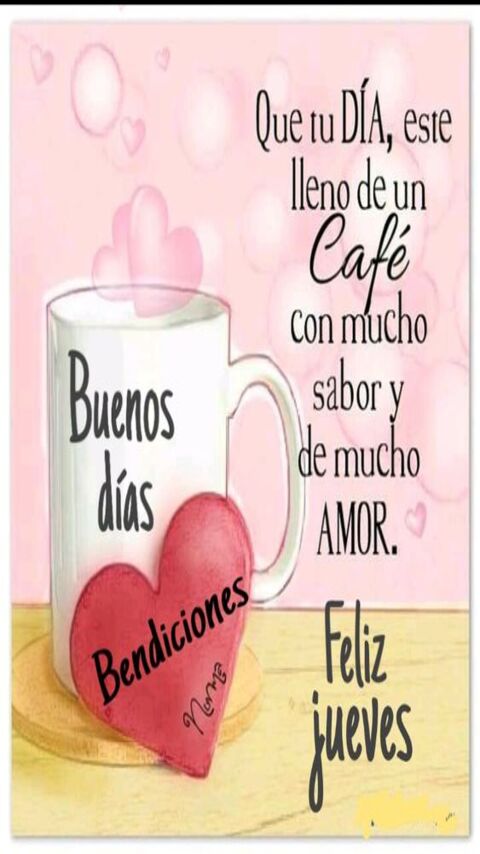 Que tu DÍA, este
lleno de un
Café
con mucho
sabor y
de mucho
AMOR.
Buenos
días
Bendiciones
Norma
Feliz
jueves